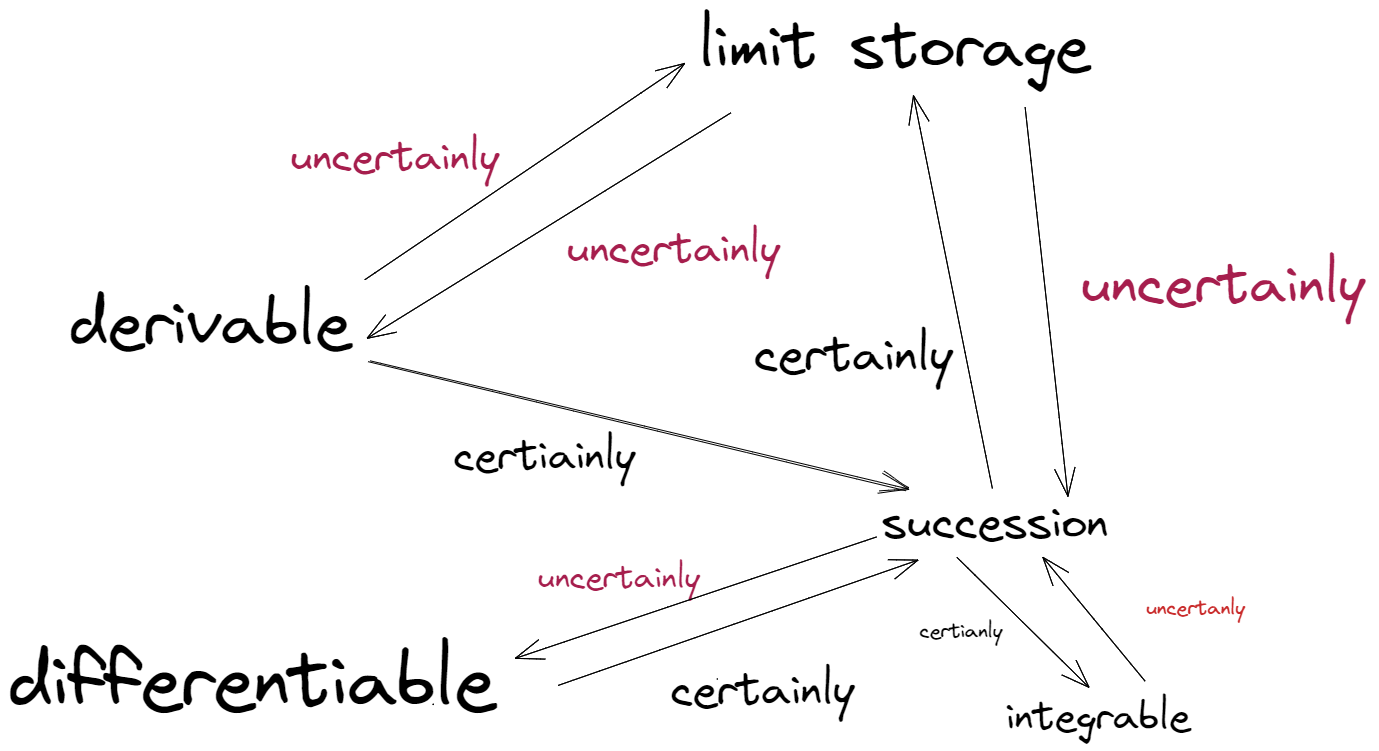 limit storage
uncertainly
uncertainly
uncertainly
derivable
certainly
certiainly
succession
uncertainly
uncertanly
certianly
differentiable
certainly
integrable